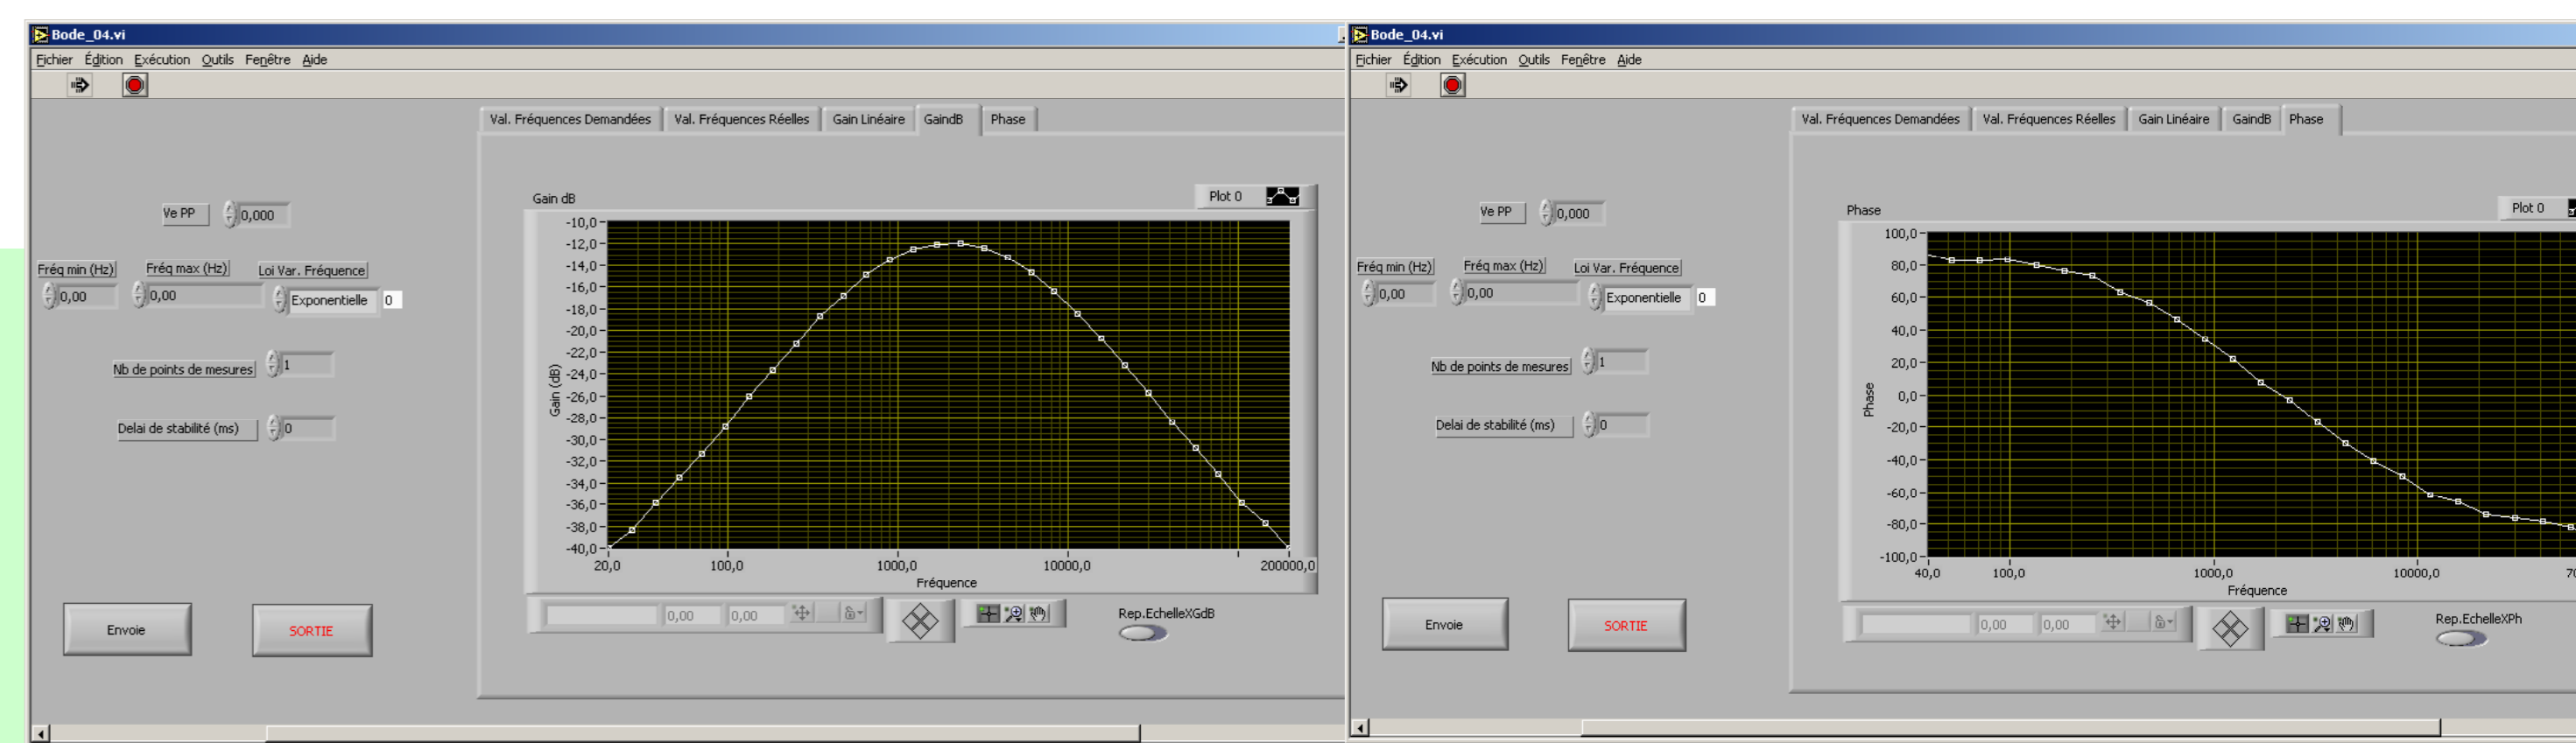 Bode_04.vi
Fichier Édition Exécution Outils Fenêtre Aide
Val. Fréquences Demandées Val. Fréquences Réelles Gain Linéaire GaindB Phase
Gain dB
Plot 0
Ve PP 0,000
Fréq min (Hz) Fréq max (Hz) Loi Var. Fréquence
0,00 0,00 Exponentielle 0
Nb de points de mesures 1
Delai de stabilité (ms) 0
Gain (dB)
-10,0
-12,0
-14,0
-16,0
-18,0
-20,0
-22,0
-24,0
-26,0
-28,0
-30,0
-32,0
-34,0
-36,0
-38,0
-40,0
20,0 100,0 1000,0 10000,0 200000,0
Fréquence
0,00 0,00
Rep.EchelleXGdB
Envoie SORTIE
Bode_04.vi
Fichier Édition Exécution Outils Fenêtre Aide
Val. Fréquences Demandées Val. Fréquences Réelles Gain Linéaire GaindB Phase
Phase
Plot 0
Ve PP 0,000
Fréq min (Hz) Fréq max (Hz) Loi Var. Fréquence
0,00 0,00 Exponentielle 0
Nb de points de mesures 1
Delai de stabilité (ms) 0
Phase
100,0
80,0
60,0
40,0
20,0
0,0
-20,0
-40,0
-60,0
-80,0
-100,0
40,0 100,0 1000,0 10000,0
Fréquence
0,00 0,00
Rep.EchelleXPh
Envoie SORTIE